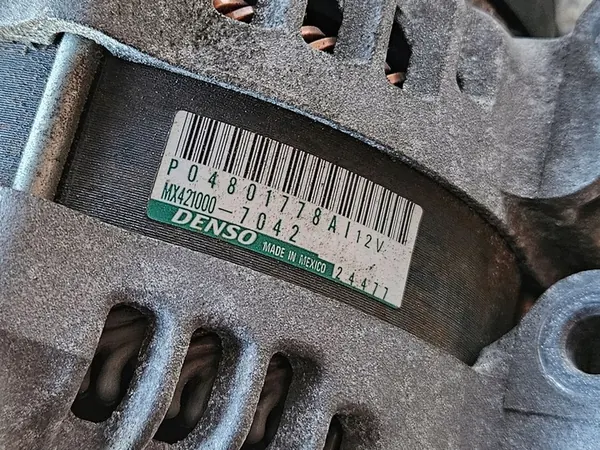 P04801778AI 12V
MX421000-7042
DENSO MADE IN MEXICO 24477